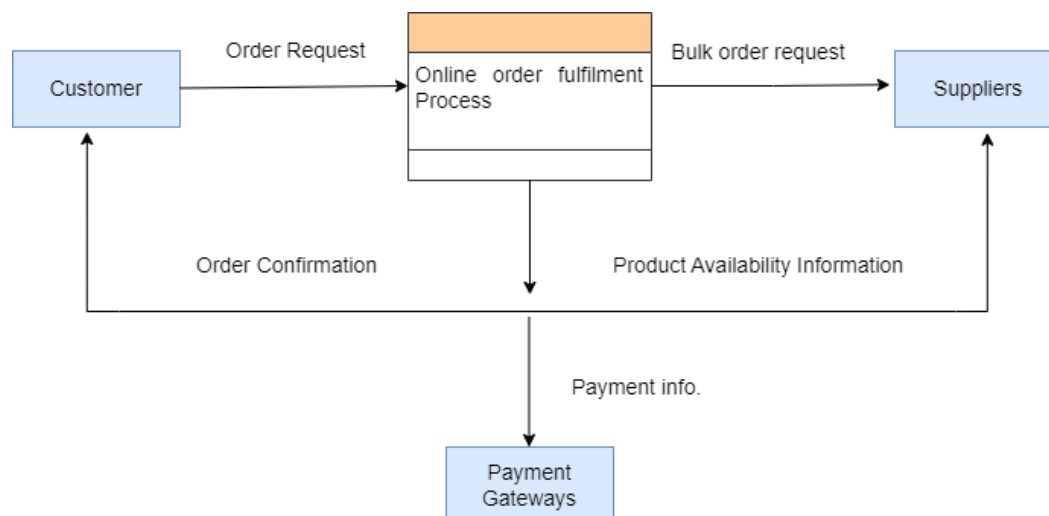 Order Request
Bulk order request
Customer
Online order fulfilment
Process
Suppliers
Order Confirmation
Product Availability Information
Payment info.
Payment
Gateways